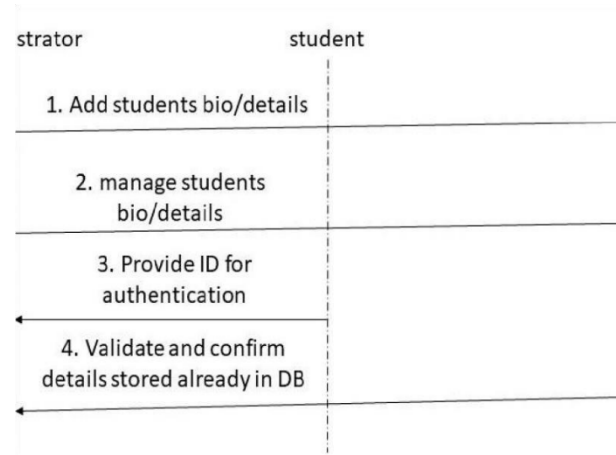 strator student
1. Add students bio/details
2. manage students
bio/details
3. Provide ID for
authentication
4. Validate and confirm
details stored already in DB